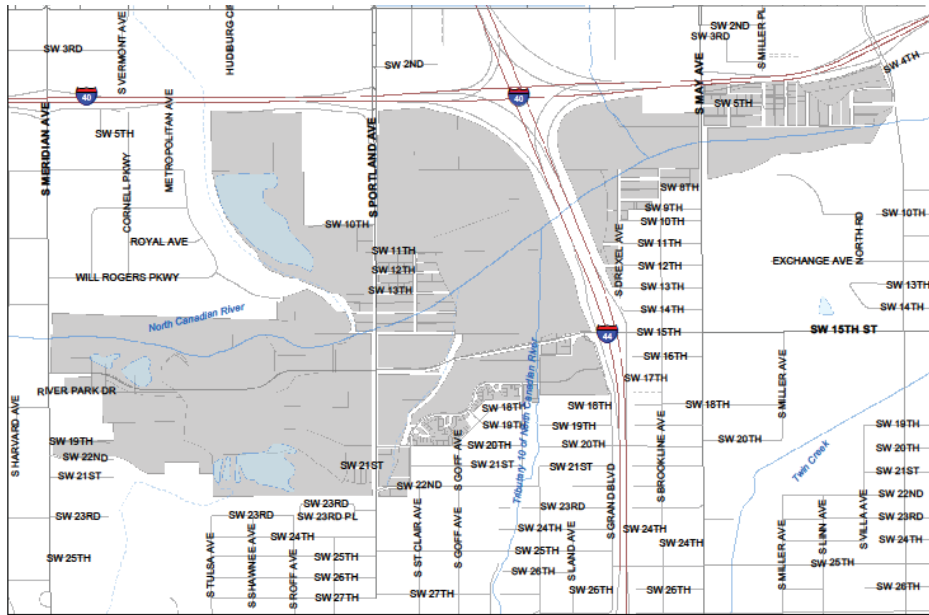 S VERMONT AVE
HUDIBURG CIR
SW 3RD
SW 2ND
SW 2ND
SW 3RD
S MILLER PL
SW 4TH
40
40
S MAY AVE
SW 5TH
SW 5TH
S MERIDIAN AVE
CORNELL PKWY
METROPOLITAN AVE
S PORTLAND AVE
SW 8TH
SW 9TH
SW 10TH
SW 10TH
SW 10TH
ROYAL AVE
SW 11TH
SW 11TH
NORTH RD
S DREXEL AVE
EXCHANGE AVE
SW 12TH
SW 12TH
WILL ROGERS PKWY
SW 13TH
SW 13TH
SW 13TH
SW 14TH
SW 14TH
North Canadian River
44
SW 15TH
SW 15TH ST
SW 16TH
SW 17TH
RIVER PARK DR
S HARVARD AVE
Tributary 10 of North Canadian River
SW 18TH
SW 18TH
SW 18TH
S MILLER AVE
SW 19TH
SW 19TH
SW 19TH
SW 19TH
S GOFF AVE
SW 20TH
SW 20TH
SW 20TH
SW 20TH
S BROOKLINE AVE
SW 22ND
SW 21ST
SW 21ST
SW 21ST
SW 21ST
SW 21ST
Twin Creek
SW 22ND
SW 22ND
S GRAND BLVD
SW 23RD
SW 23RD
SW 23RD
SW 23RD PL
SW 23RD
SW 23RD
S ST CLAIR AVE
S GOFF AVE
SW 24TH
SW 24TH
SW 24TH
SW 24TH
SW 24TH
S TULSA AVE
S SHAWNEE AVE
S ROFF AVE
S LAND AVE
S MILLER AVE
S LINN AVE
S VILLA AVE
SW 25TH
SW 25TH
SW 25TH
SW 25TH
SW 26TH
SW 26TH
SW 26TH
SW 26TH
SW 26TH
SW 27TH
SW 27TH